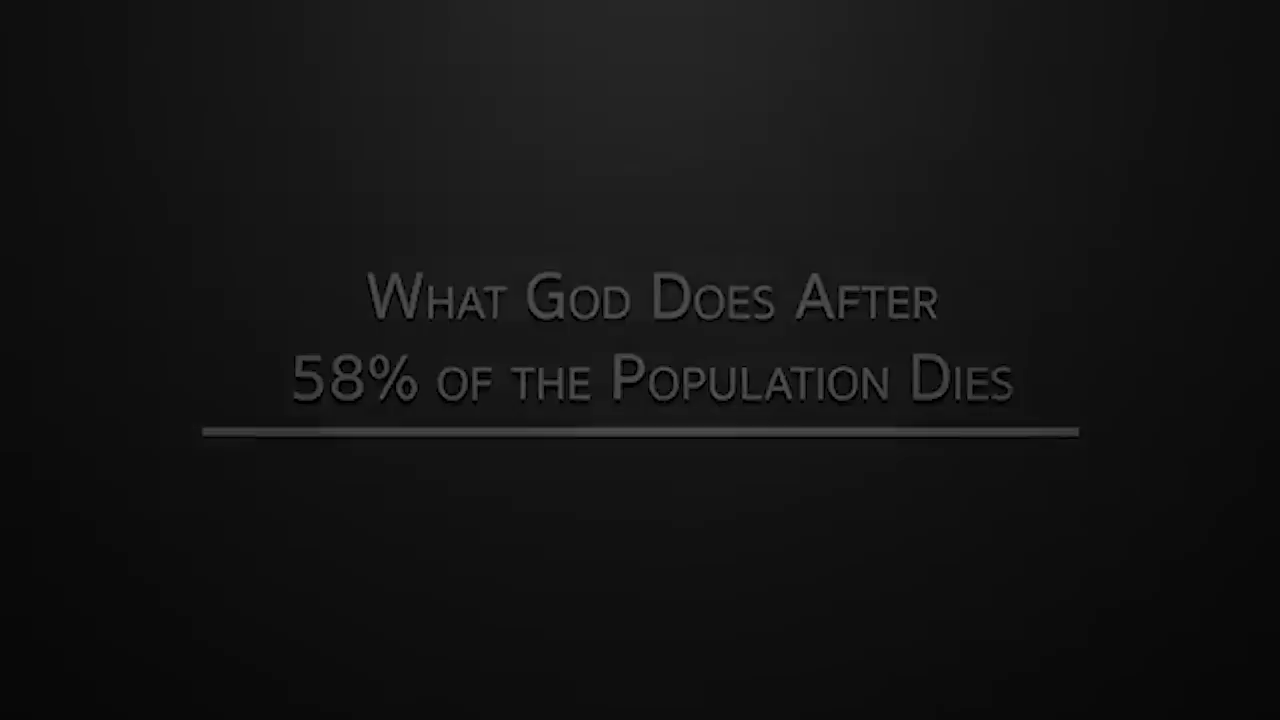 What God Does After
58% of the Population Dies